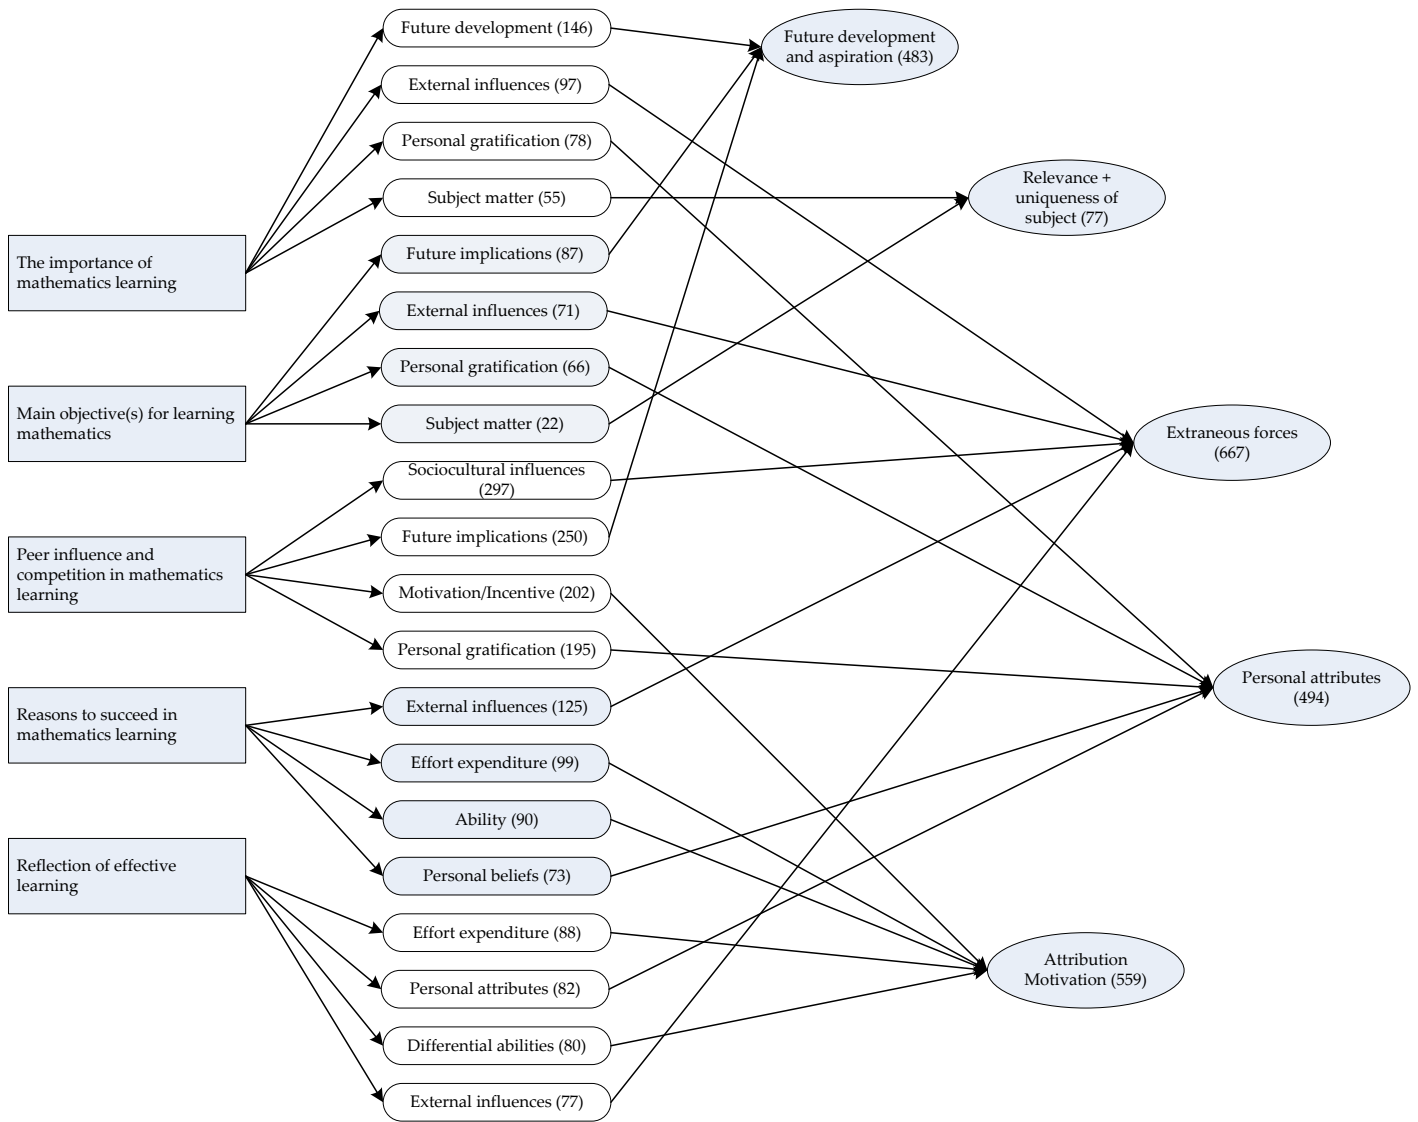 The importance of
mathematics learning
Main objective(s) for learning
mathematics
Peer influence and
competition in mathematics
learning
Reasons to succeed in
mathematics learning
Reflection of effective
learning
Future development (146)
External influences (97)
Personal gratification (78)
Subject matter (55)
Future implications (87)
External influences (71)
Personal gratification (66)
Subject matter (22)
Sociocultural influences
(297)
Future implications (250)
Motivation/Incentive (202)
Personal gratification (195)
External influences (125)
Effort expenditure (99)
Ability (90)
Personal beliefs (73)
Effort expenditure (88)
Personal attributes (82)
Differential abilities (80)
External influences (77)
Future development
and aspiration (483)
Relevance +
uniqueness of
subject (77)
Extraneous forces
(667)
Personal attributes
(494)
Attribution
Motivation (559)